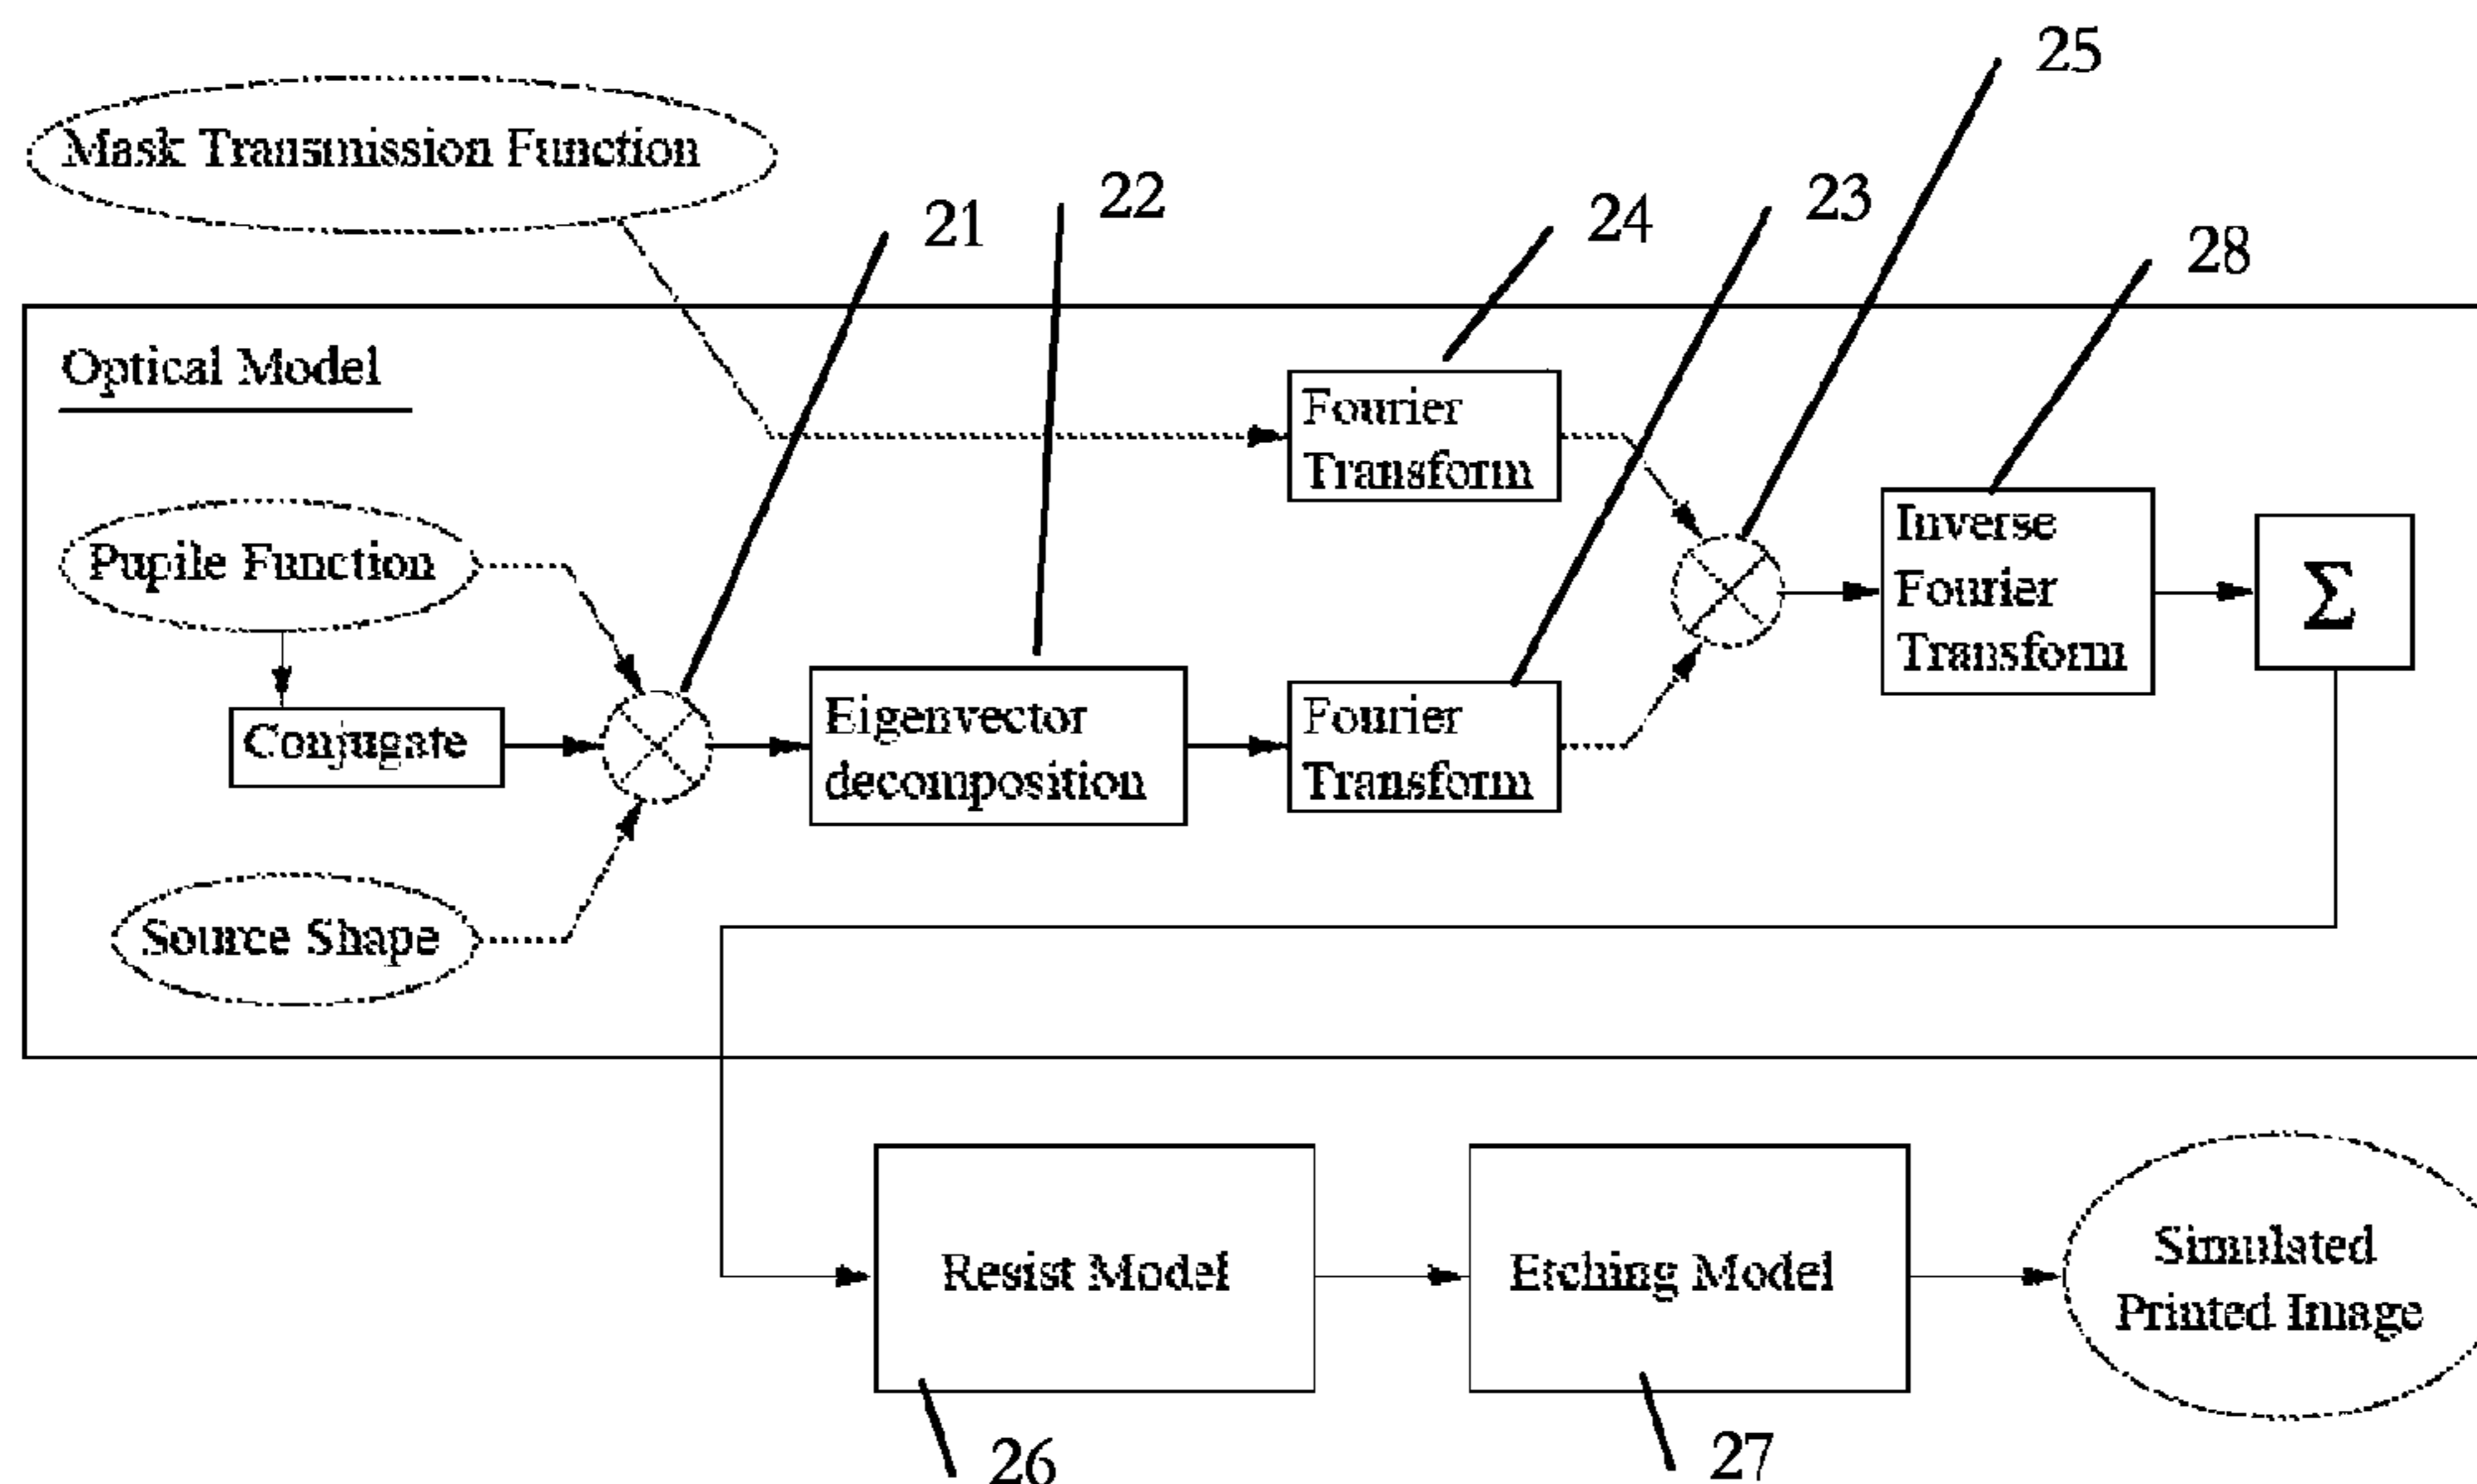 25
Mask Transmission Function
22
24
23
21
28
Optical Model
Fourier
Transform
Inverse
Fourier
Transform
Σ
Pupile Function
Conjugate
Eigenvector
decomposition
Fourier
Transform
Source Shape
Resist Model
Etching Model
Simulated
Printed Image
26
27